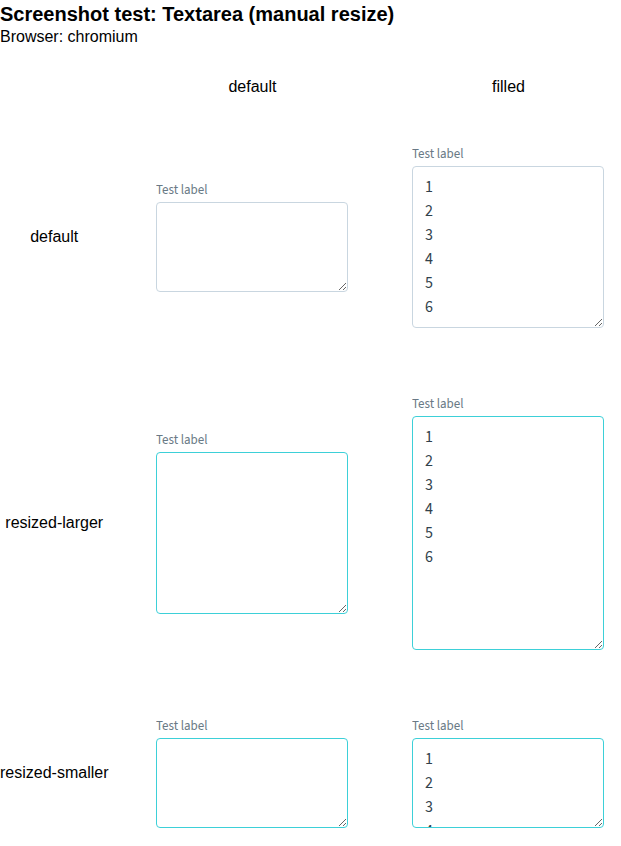 Screenshot test: Textarea (manual resize)
Browser: chromium
default filled
Test label
1
Test label
2
default
3
4
5
6
Test label
1
Test label
2
3
resized-larger
4
5
6
Test label Test label
1
resized-smaller
2
3